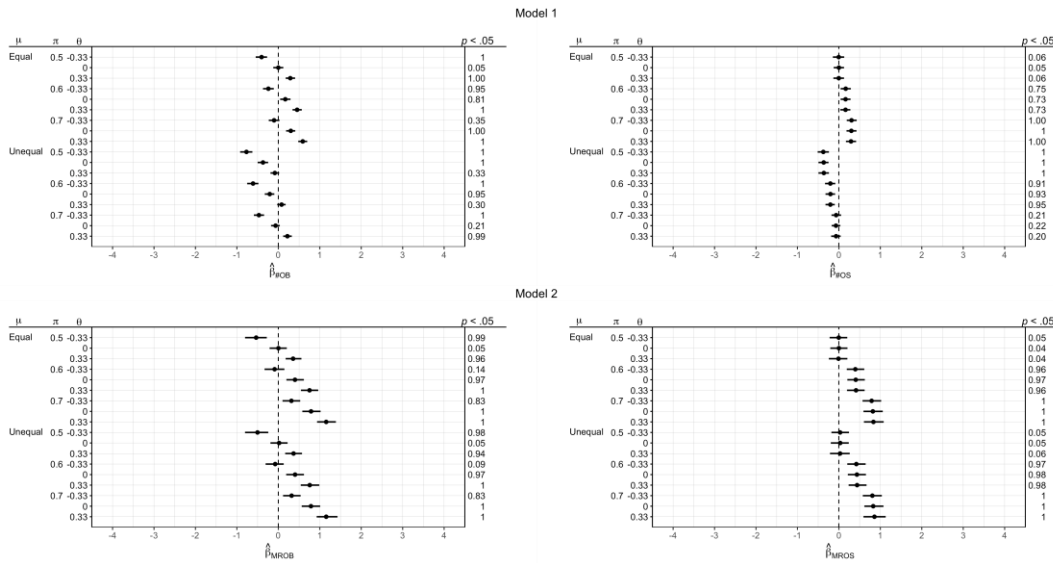 Model 1
μ π θ p < .05
Equal 0.5 -0.33 1
0 0.05
0.33 1.00
0.6 -0.33 0.95
0 0.81
0.33 1
0.7 -0.33 0.35
0 1.00
0.33 1
Unequal 0.5 -0.33 1
0 1
0.33 0.33
0.6 -0.33 1
0 0.95
0.33 0.30
0.7 -0.33 1
0 0.21
0.33 0.99
-4 -3 -2 -1 0 1 2 3 4
β̂#OB
μ π θ p < .05
Equal 0.5 -0.33 0.06
0 0.05
0.33 0.06
0.6 -0.33 0.75
0 0.73
0.33 0.73
0.7 -0.33 1.00
0 1
0.33 1.00
Unequal 0.5 -0.33 1
0 1
0.33 1
0.6 -0.33 0.91
0 0.93
0.33 0.95
0.7 -0.33 0.21
0 0.22
0.33 0.20
-4 -3 -2 -1 0 1 2 3 4
β̂#OS
Model 2
μ π θ p < .05
Equal 0.5 -0.33 0.99
0 0.05
0.33 0.96
0.6 -0.33 0.14
0 0.97
0.33 1
0.7 -0.33 0.83
0 1
0.33 1
Unequal 0.5 -0.33 0.98
0 0.05
0.33 0.94
0.6 -0.33 0.09
0 0.97
0.33 1
0.7 -0.33 0.83
0 1
0.33 1
-4 -3 -2 -1 0 1 2 3 4
β̂MROB
μ π θ p < .05
Equal 0.5 -0.33 0.05
0 0.04
0.33 0.04
0.6 -0.33 0.96
0 0.97
0.33 0.96
0.7 -0.33 1
0 1
0.33 1
Unequal 0.5 -0.33 0.05
0 0.05
0.33 0.06
0.6 -0.33 0.97
0 0.98
0.33 0.98
0.7 -0.33 1
0 1
0.33 1
-4 -3 -2 -1 0 1 2 3 4
β̂MROS